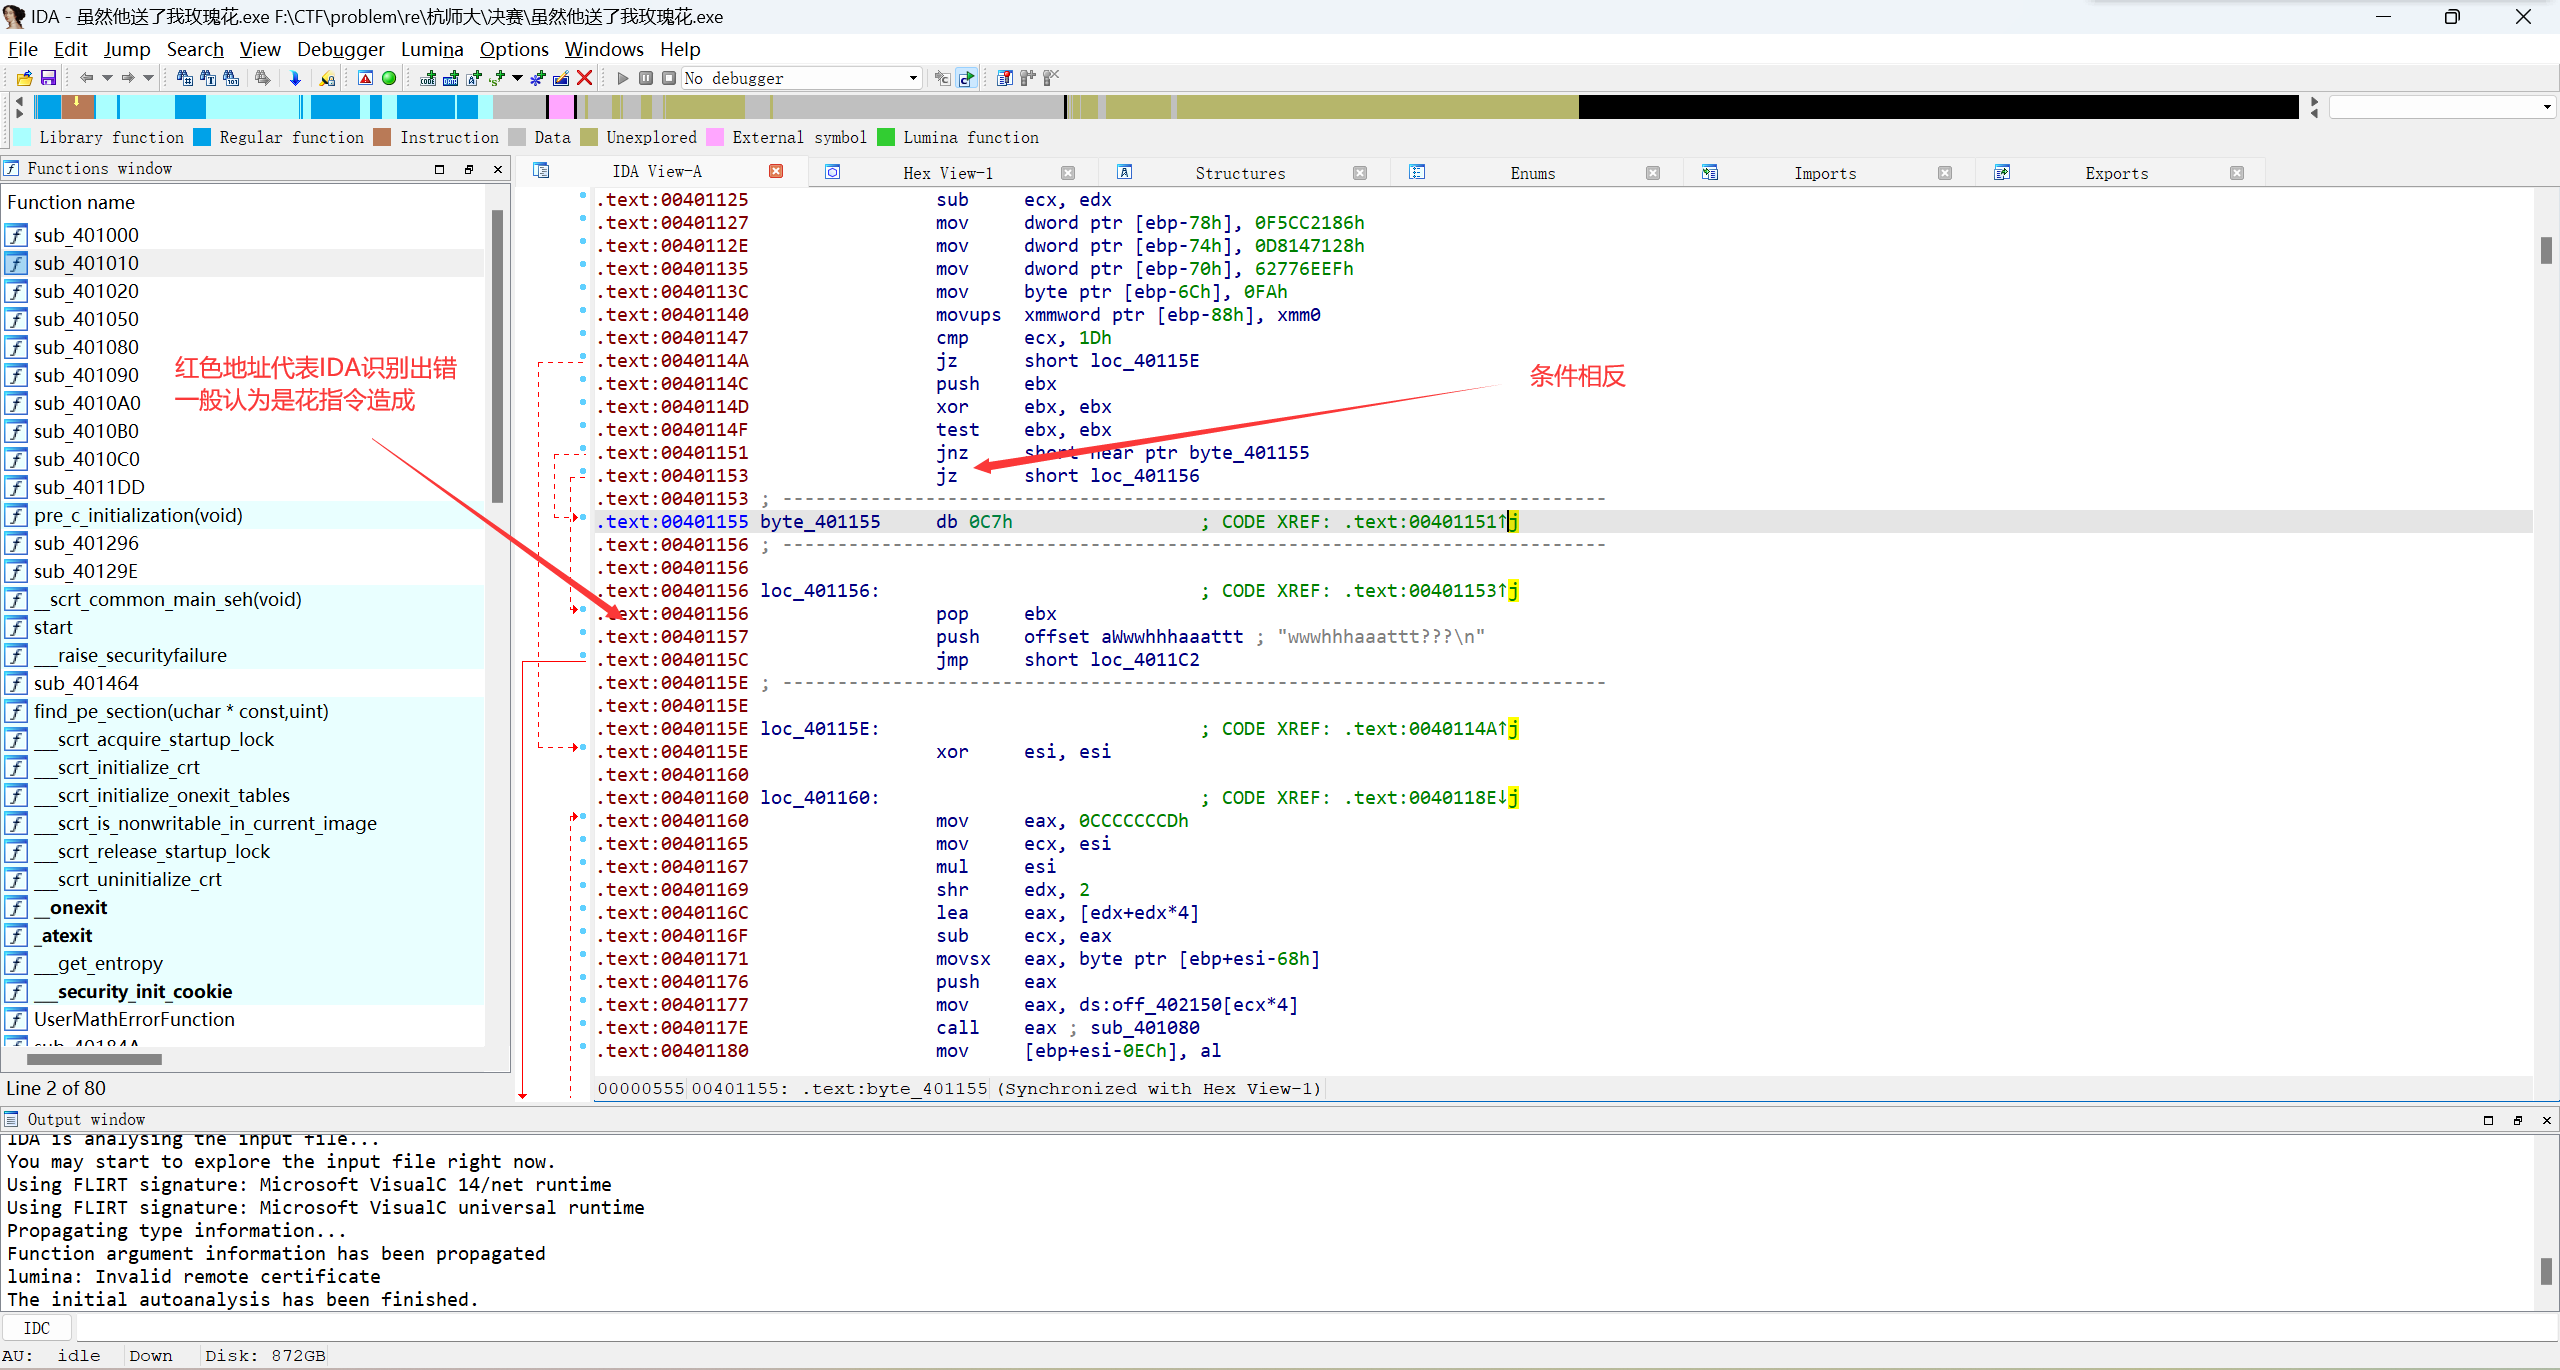 IDA - 虽然他送了我玫瑰花.exe F:\CTF\problem\re\杭师大\决赛\虽然他送了我玫瑰花.exe
File Edit Jump Search View Debugger Lumina Options Windows Help
No debugger
Library function Regular function Instruction Data Unexplored External symbol Lumina function
Functions window
Function name
sub_401000
sub_401010
sub_401020
sub_401050
sub_401080
sub_401090
sub_4010A0
sub_4010B0
sub_4010C0
sub_4011DD
pre_c_initialization(void)
sub_401296
sub_40129E
__scrt_common_main_seh(void)
start
___raise_securityfailure
sub_401464
find_pe_section(uchar * const,uint)
___scrt_acquire_startup_lock
___scrt_initialize_crt
___scrt_initialize_onexit_tables
___scrt_is_nonwritable_in_current_image
___scrt_release_startup_lock
___scrt_uninitialize_crt
__onexit
_atexit
___get_entropy
___security_init_cookie
UserMathErrorFunction
sub_40184A
Line 2 of 80
红色地址代表IDA识别出错
一般认为是花指令造成
条件相反
IDA View-A Hex View-1 Structures Enums Imports Exports
.text:00401125 sub ecx, edx
.text:00401127 mov dword ptr [ebp-78h], 0F5CC2186h
.text:0040112E mov dword ptr [ebp-74h], 0D8147128h
.text:00401135 mov dword ptr [ebp-70h], 62776EEFh
.text:0040113C mov byte ptr [ebp-6Ch], 0FAh
.text:00401140 movups xmmword ptr [ebp-88h], xmm0
.text:00401147 cmp ecx, 1Dh
.text:0040114A jz short loc_40115E
.text:0040114C push ebx
.text:0040114D xor ebx, ebx
.text:0040114F test ebx, ebx
.text:00401151 jnz short near ptr byte_401155
.text:00401153 jz short loc_401156
.text:00401153 ; ---------------------------------------------------------------------------
.text:00401155 byte_401155 db 0C7h ; CODE XREF: .text:00401151↑j
.text:00401156 ; ---------------------------------------------------------------------------
.text:00401156
.text:00401156 loc_401156: ; CODE XREF: .text:00401153↑j
.text:00401156 pop ebx
.text:00401157 push offset aWwwhhhaaattt ; "wwwhhhaaattt???\n"
.text:0040115C jmp short loc_4011C2
.text:0040115E ; ---------------------------------------------------------------------------
.text:0040115E
.text:0040115E loc_40115E: ; CODE XREF: .text:0040114A↑j
.text:0040115E xor esi, esi
.text:00401160
.text:00401160 loc_401160: ; CODE XREF: .text:0040118E↓j
.text:00401160 mov eax, 0CCCCCCCDh
.text:00401165 mov ecx, esi
.text:00401167 mul esi
.text:00401169 shr edx, 2
.text:0040116C lea eax, [edx+edx*4]
.text:0040116F sub ecx, eax
.text:00401171 movsx eax, byte ptr [ebp+esi-68h]
.text:00401176 push eax
.text:00401177 mov eax, ds:off_402150[ecx*4]
.text:0040117E call eax ; sub_401080
.text:00401180 mov [ebp+esi-0ECh], al
00000555 00401155: .text:byte_401155 (Synchronized with Hex View-1)
Output window
IDA is analysing the input file...
You may start to explore the input file right now.
Using FLIRT signature: Microsoft VisualC 14/net runtime
Using FLIRT signature: Microsoft VisualC universal runtime
Propagating type information...
Function argument information has been propagated
lumina: Invalid remote certificate
The initial autoanalysis has been finished.
IDC
AU: idle Down Disk: 872GB